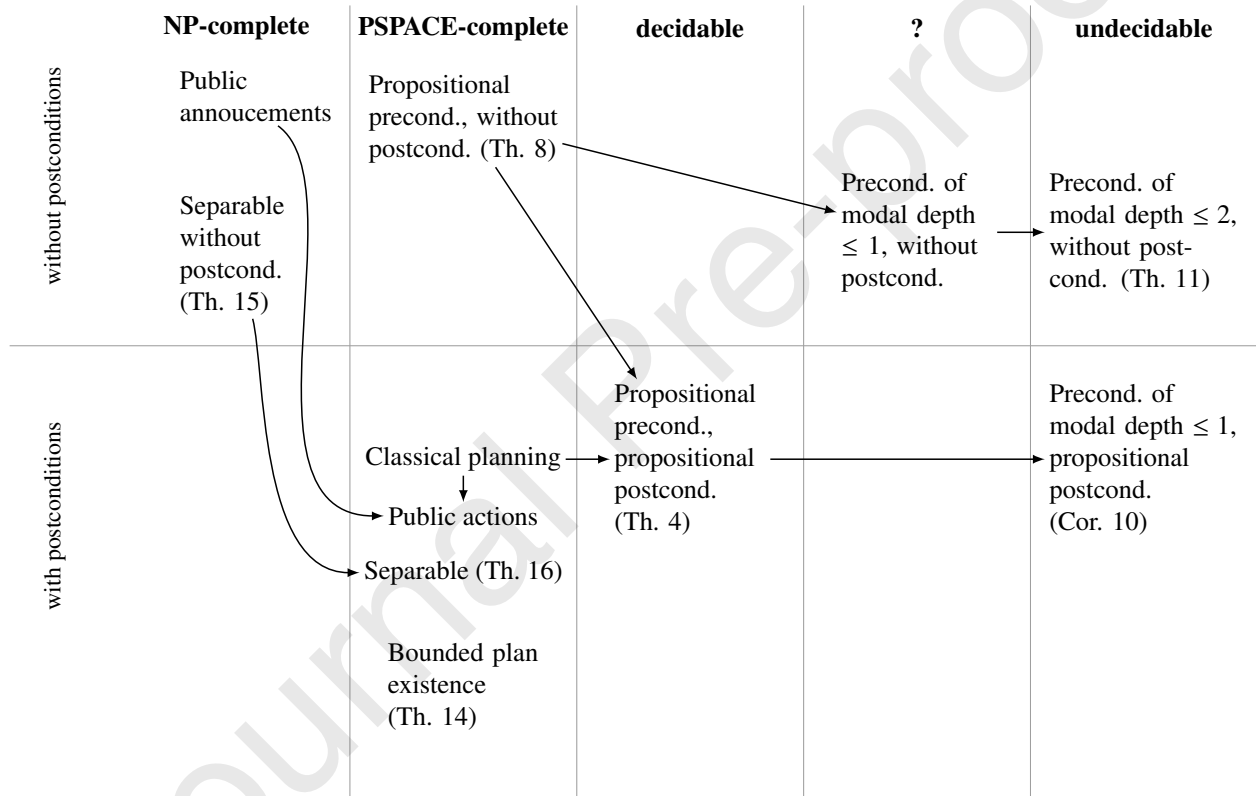 NP-complete
PSPACE-complete
decidable
?
undecidable
without postconditions
Public
annoucements
Separable
without
postcond.
(Th. 15)
Propositional
precond., without
postcond. (Th. 8)
Precond. of
modal depth
≤ 1, without
postcond.
Precond. of
modal depth ≤ 2,
without post-
cond. (Th. 11)
with postconditions
Classical planning
Public actions
Separable (Th. 16)
Bounded plan
existence
(Th. 14)
Propositional
precond.,
propositional
postcond.
(Th. 4)
Precond. of
modal depth ≤ 1,
propositional
postcond.
(Cor. 10)
ournal Pre-pro